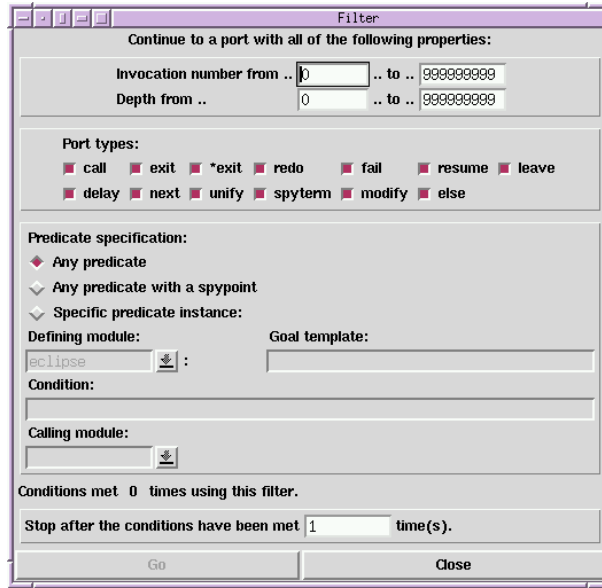 Filter
Continue to a port with all of the following properties:
Invocation number from .. 0 .. to .. 999999999
Depth from .. 0 .. to .. 999999999
Port types:
call exit *exit redo fail resume leave
delay next unify spyterm modify else
Predicate specification:
Any predicate
Any predicate with a spypoint
Specific predicate instance:
Defining module: Goal template:
eclipse :
Condition:
Calling module:
Conditions met 0 times using this filter.
Stop after the conditions have been met 1 time(s).
Go Close